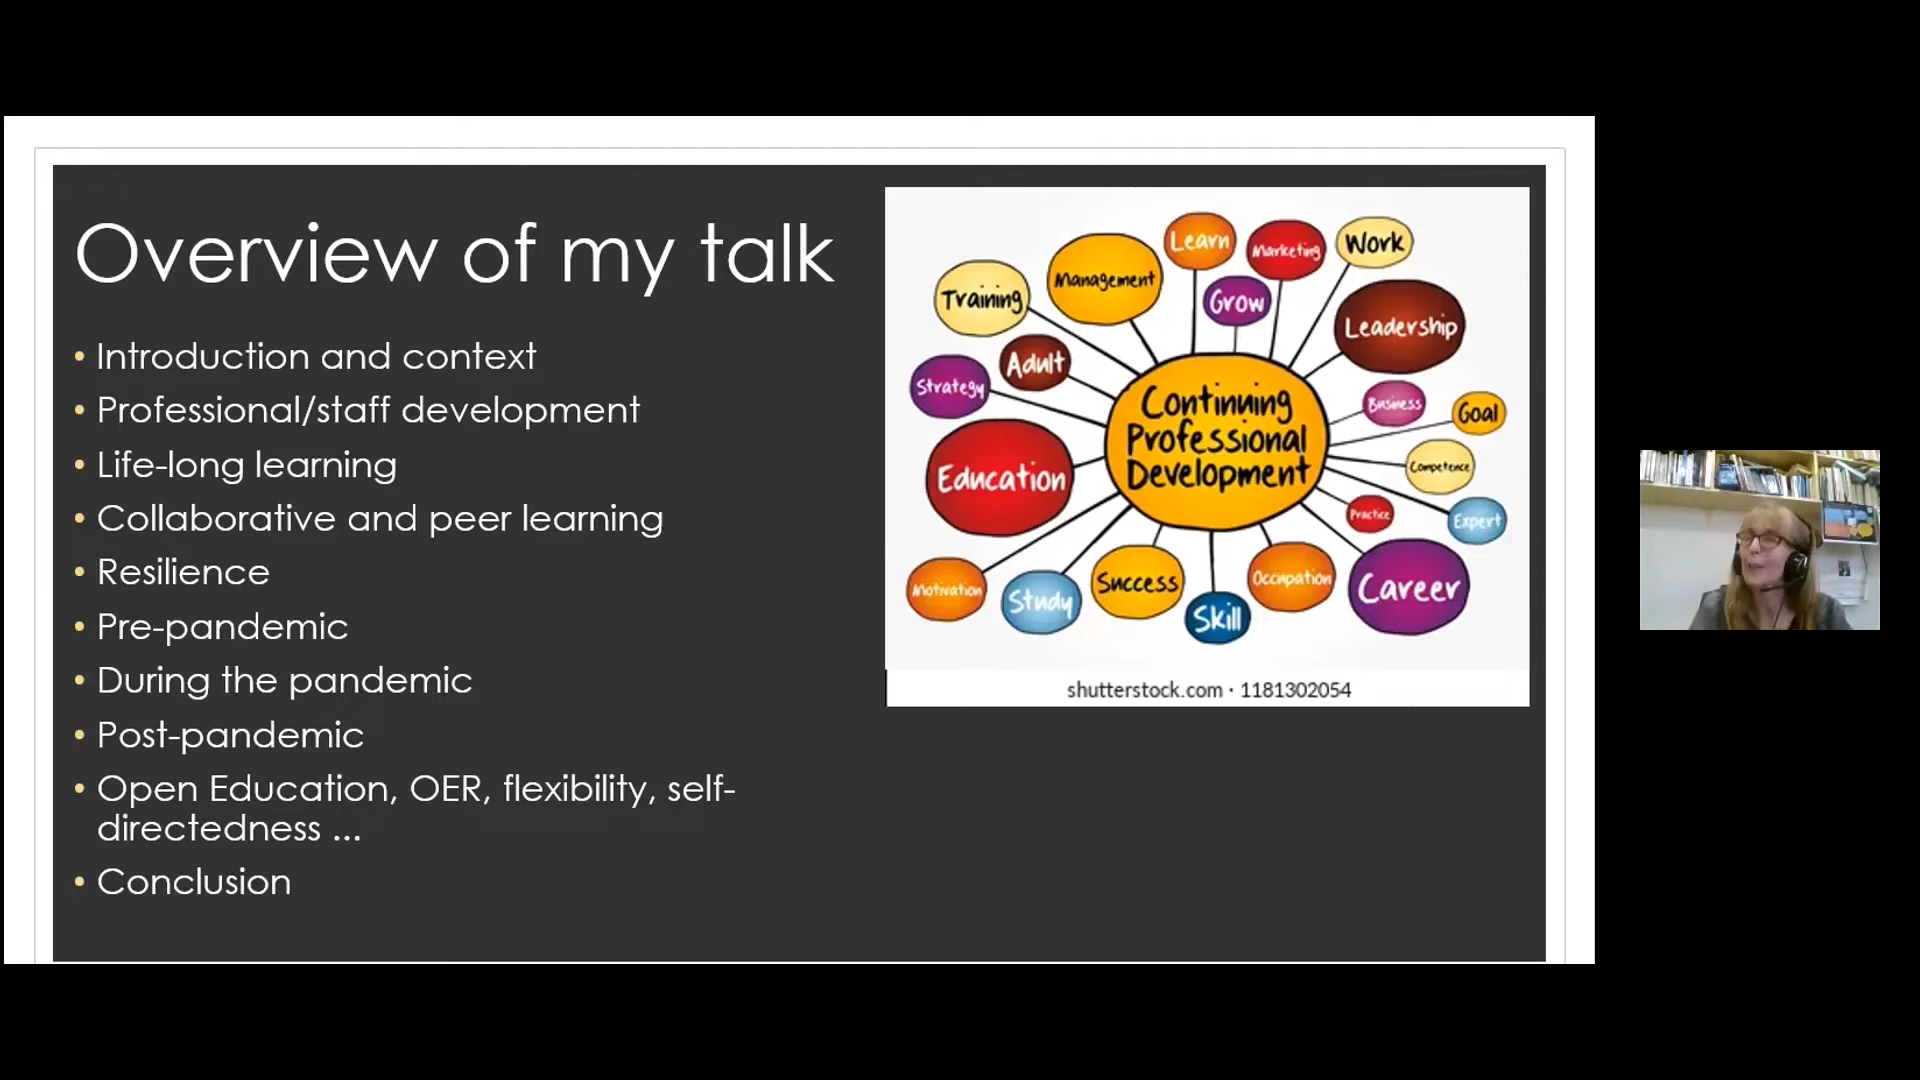 Overview of my talk
• Introduction and context
• Professional/staff development
• Life-long learning
• Collaborative and peer learning
• Resilience
• Pre-pandemic
• During the pandemic
• Post-pandemic
• Open Education, OER, flexibility, self-
directedness ...
• Conclusion
Learn
Marketing
Work
Management
Training
Grow
Leadership
Adult
Strategy
Business
Goal
Continuing
Professional
Development
Education
Competence
Practice
Expert
Motivation
Study
Success
Skill
Occupation
Career
shutterstock.com · 1181302054